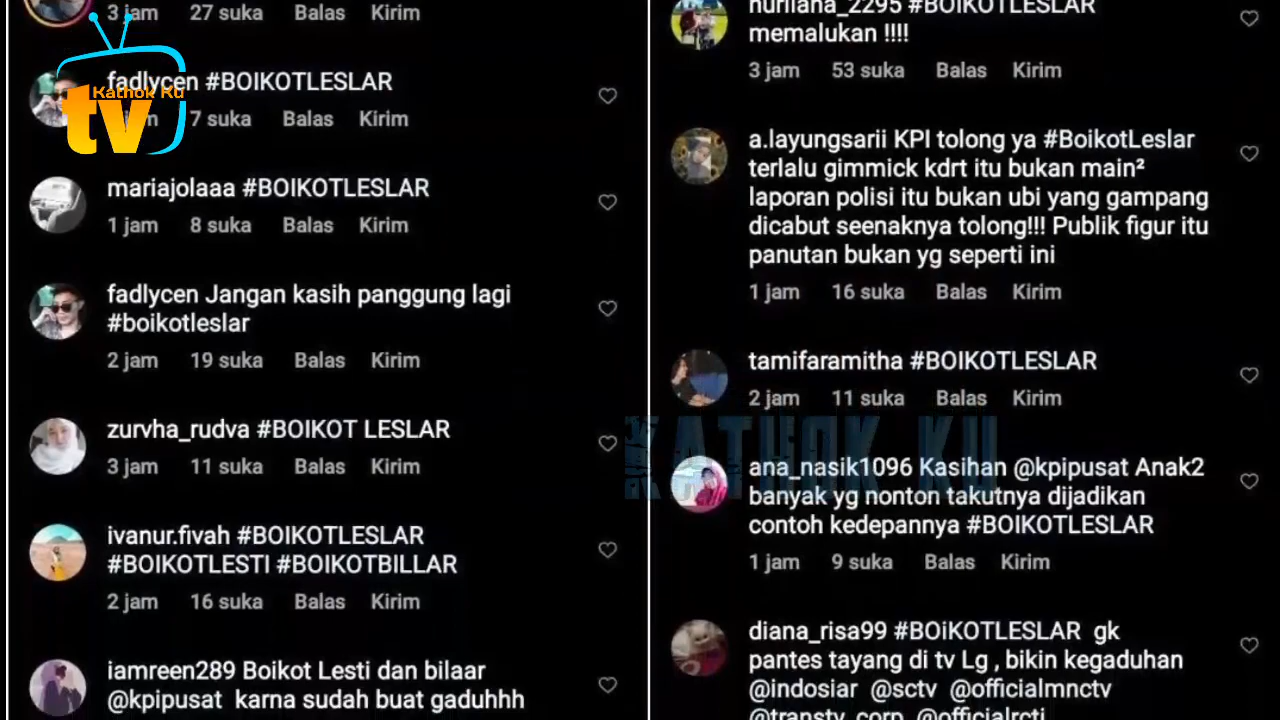 3 jam 27 suka Balas Kirim
fadlycen #BOIKOTLESLAR
7 suka Balas Kirim
Kathok Ku
tv
mariajolaaa #BOIKOTLESLAR
1 jam 8 suka Balas Kirim
fadlycen Jangan kasih panggung lagi
#boikotleslar
2 jam 19 suka Balas Kirim
zurvha_rudva #BOIKOT LESLAR
3 jam 11 suka Balas Kirim
ivanur.fivah #BOIKOTLESLAR
#BOIKOTLESTI #BOIKOTBILLAR
2 jam 16 suka Balas Kirim
iamreen289 Boikot Lesti dan bilaar
@kpipusat karna sudah buat gaduhhh
nurliana_2295 #BOIKOTLESLAR
memalukan !!!!
3 jam 53 suka Balas Kirim
a.layungsarii KPI tolong ya #BoikotLeslar
terlalu gimmick kdrt itu bukan main²
laporan polisi itu bukan ubi yang gampang
dicabut seenaknya tolong!!! Publik figur itu
panutan bukan yg seperti ini
1 jam 16 suka Balas Kirim
tamifaramitha #BOIKOTLESLAR
2 jam 11 suka Balas Kirim
KATHOK KU
ana_nasik1096 Kasihan @kpipusat Anak2
banyak yg nonton takutnya dijadikan
contoh kedepannya #BOIKOTLESLAR
1 jam 9 suka Balas Kirim
diana_risa99 #BOiKOTLESLAR gk
pantes tayang di tv Lg , bikin kegaduhan
@indosiar @sctv @officialmnctv
@transtv_corp @officialrcti